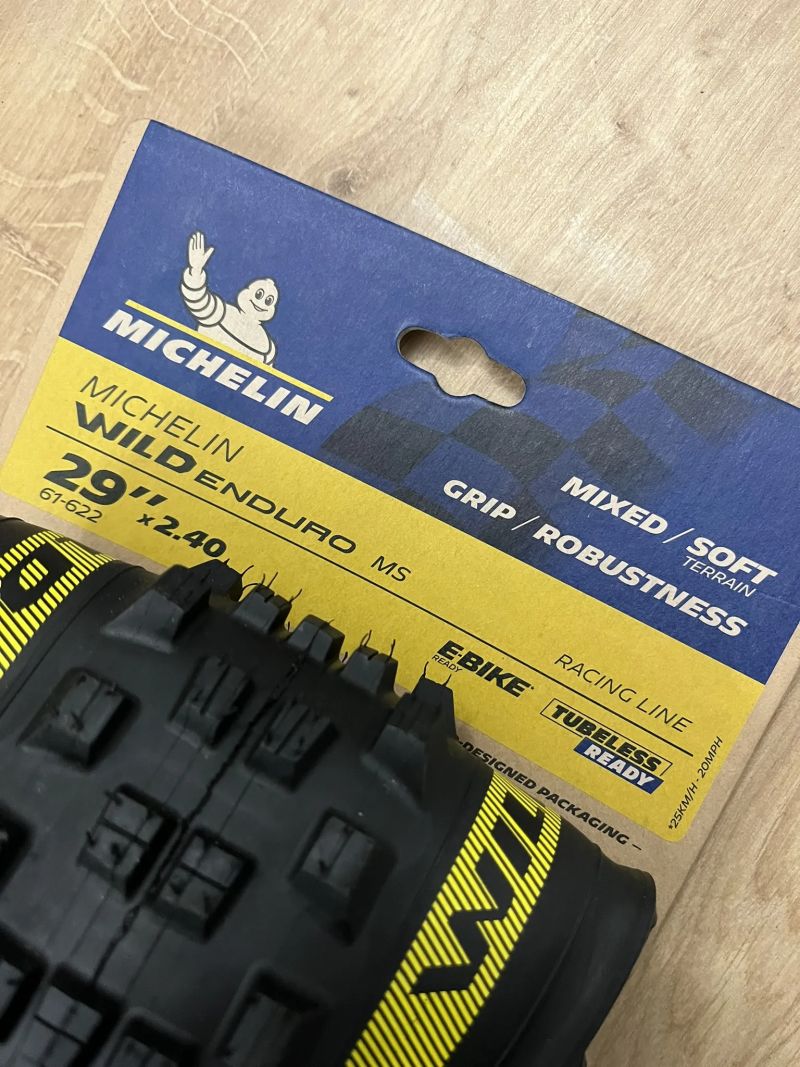 MICHELIN
MIXED / SOFT
TERRAIN
GRIP / ROBUSTNESS
MICHELIN
WILD ENDURO MS
29" x 2.40
61-622
RACING LINE
E-BIKE*
READY
TUBELESS
READY
*25KM/H - 20MPH
-DESIGNED PACKAGING –